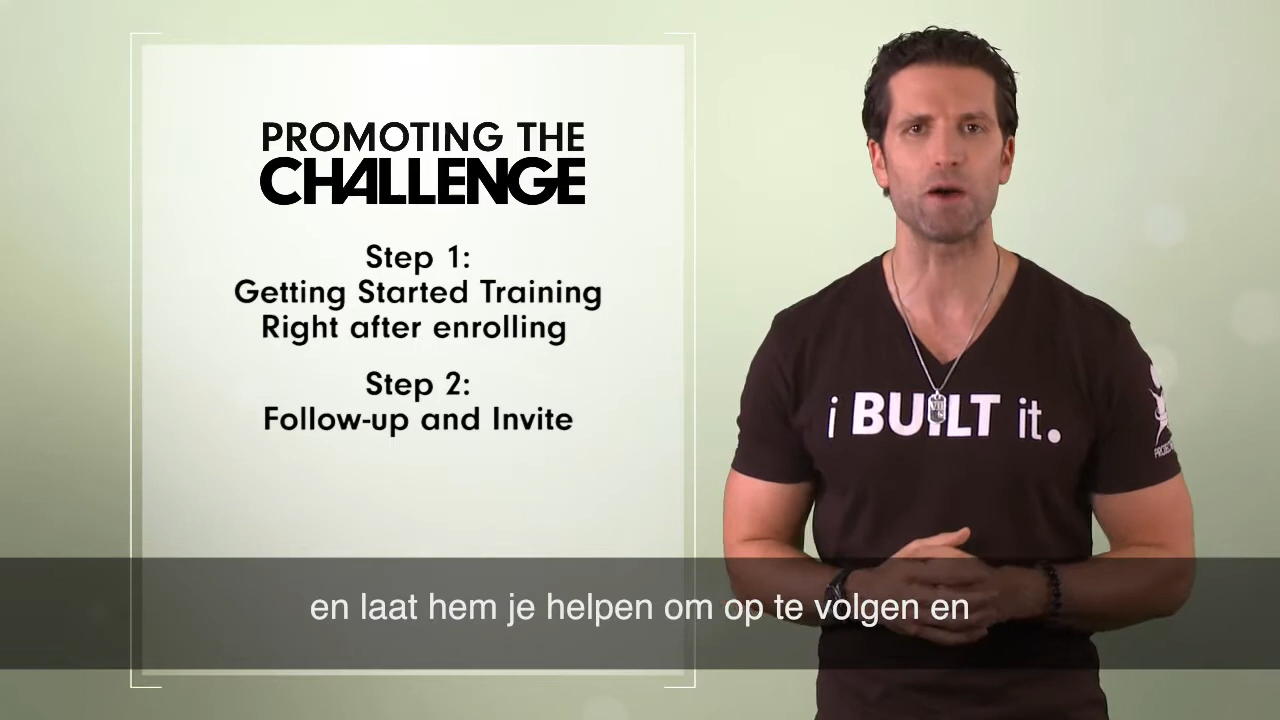 PROMOTING THE
CHALLENGE
Step 1:
Getting Started Training
Right after enrolling
Step 2:
Follow-up and Invite
i BUILT it.
en laat hem je helpen om op te volgen en